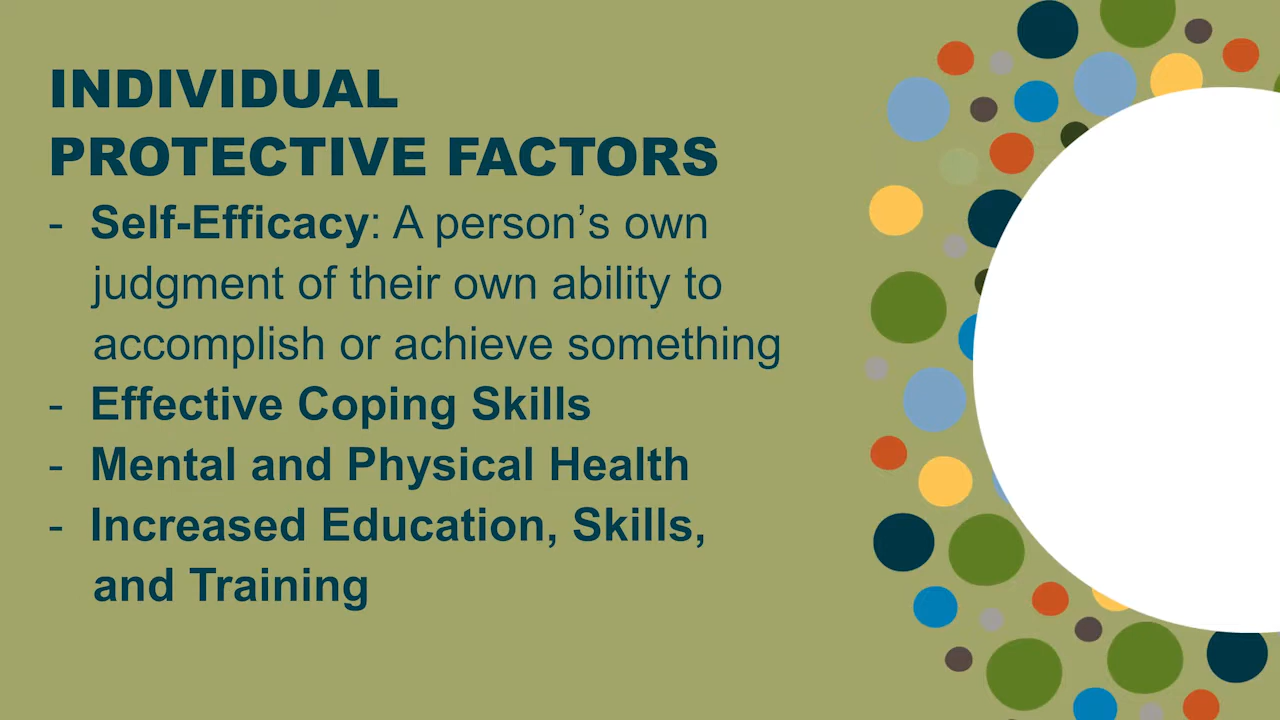 INDIVIDUAL
PROTECTIVE FACTORS
- Self-Efficacy: A person’s own
judgment of their own ability to
accomplish or achieve something
- Effective Coping Skills
- Mental and Physical Health
- Increased Education, Skills,
and Training